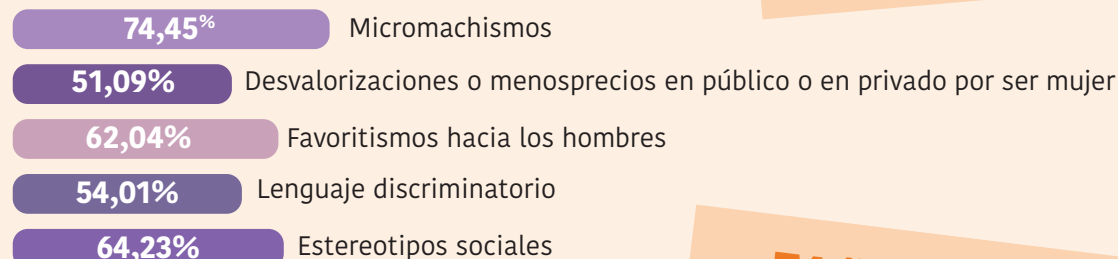 74,45% Micromachismos
51,09% Desvalorizaciones o menosprecios en público o en privado por ser mujer
62,04% Favoritismos hacia los hombres
54,01% Lenguaje discriminatorio
64,23% Estereotipos sociales